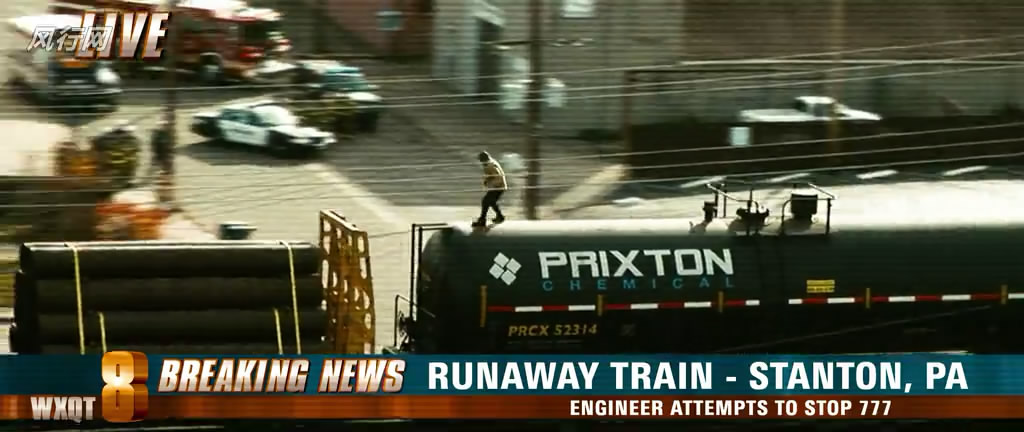 风行网
LIVE
PRIXTON
CHEMICAL
PRCX 52314
8
WXQT
BREAKING NEWS
RUNAWAY TRAIN - STANTON, PA
ENGINEER ATTEMPTS TO STOP 777